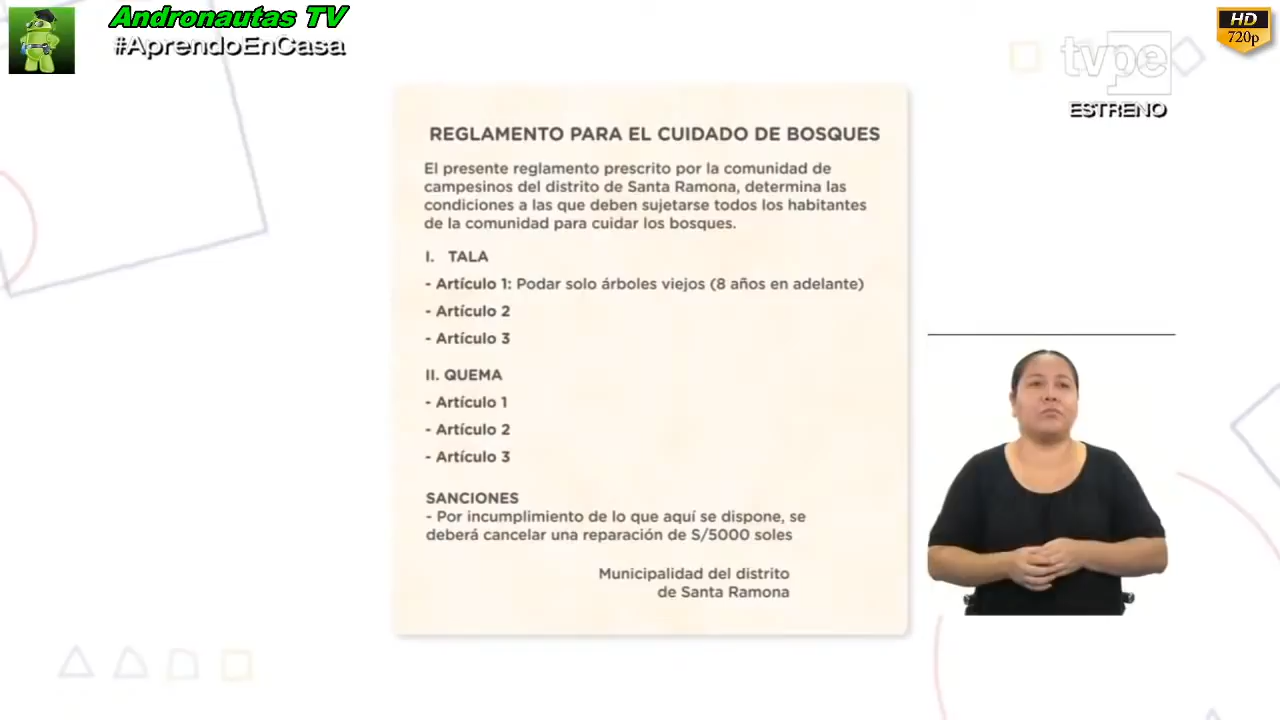 Andronautas TV
#AprendoEnCasa
HD
720p
tvpe
ESTRENO
REGLAMENTO PARA EL CUIDADO DE BOSQUES
El presente reglamento prescrito por la comunidad de
campesinos del distrito de Santa Ramona, determina las
condiciones a las que deben sujetarse todos los habitantes
de la comunidad para cuidar los bosques.
I. TALA
- Artículo 1: Podar solo árboles viejos (8 años en adelante)
- Artículo 2
- Artículo 3
II. QUEMA
- Artículo 1
- Artículo 2
- Artículo 3
SANCIONES
- Por incumplimiento de lo que aquí se dispone, se
deberá cancelar una reparación de S/5000 soles
Municipalidad del distrito
de Santa Ramona